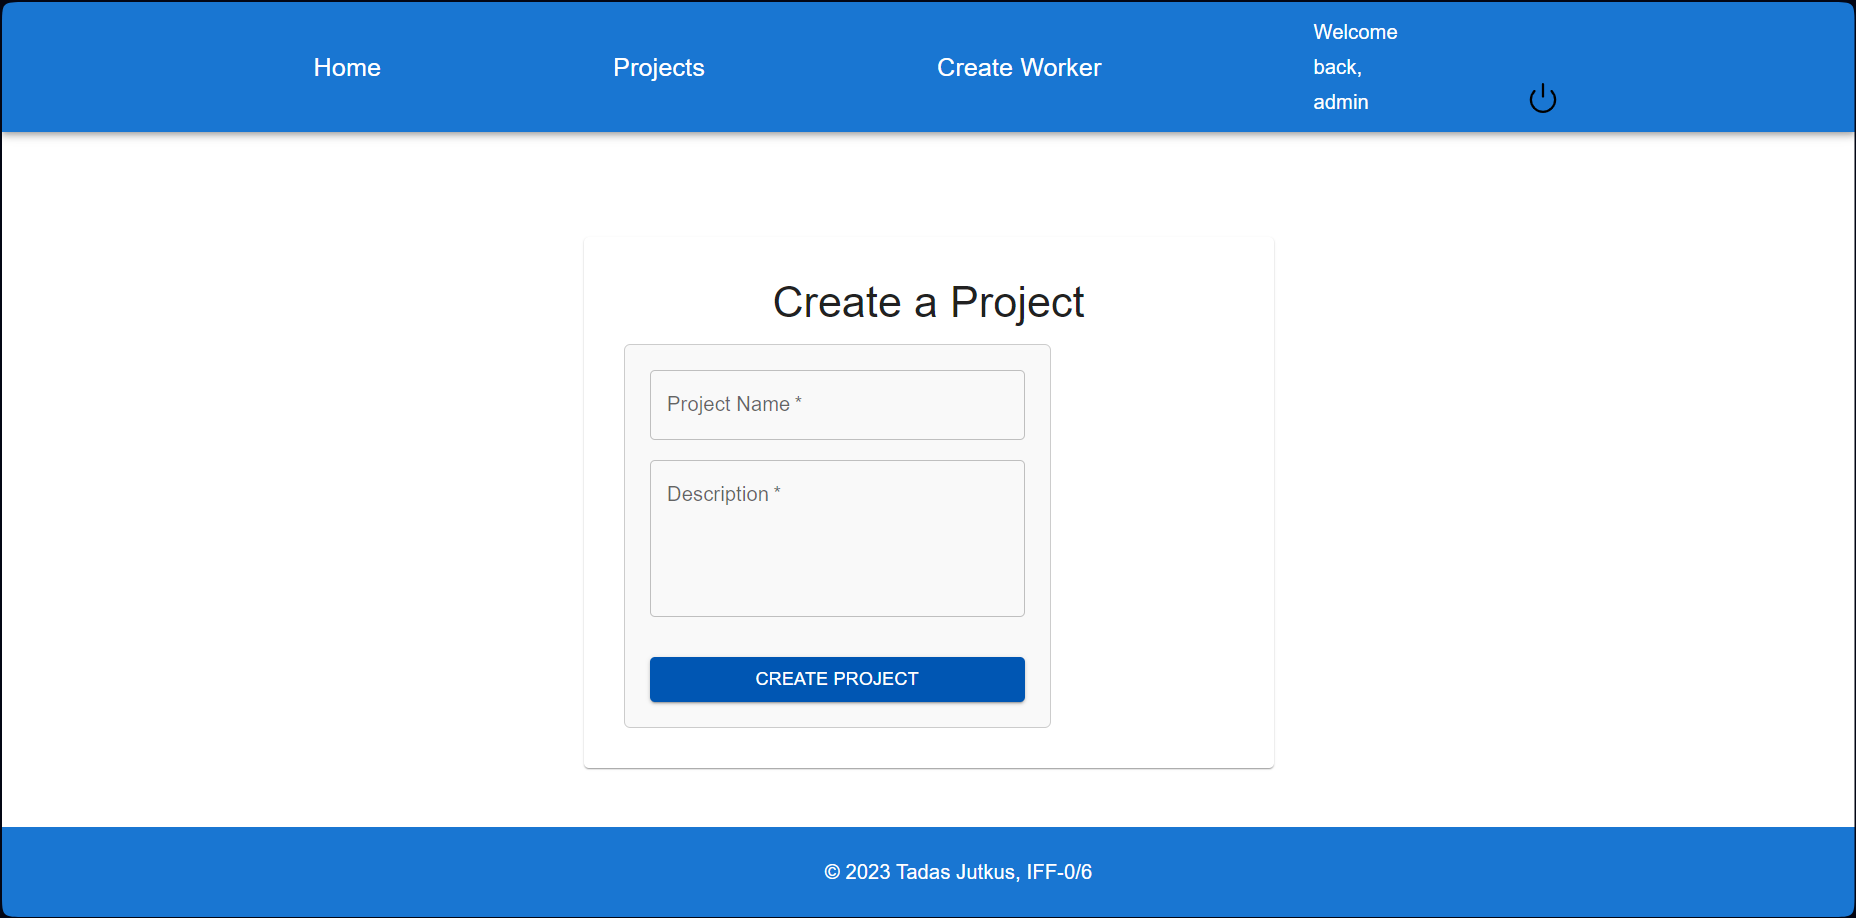 Home
Projects
Create Worker
Welcome
back,
admin
Create a Project
Project Name *
Description *
CREATE PROJECT
© 2023 Tadas Jutkus, IFF-0/6